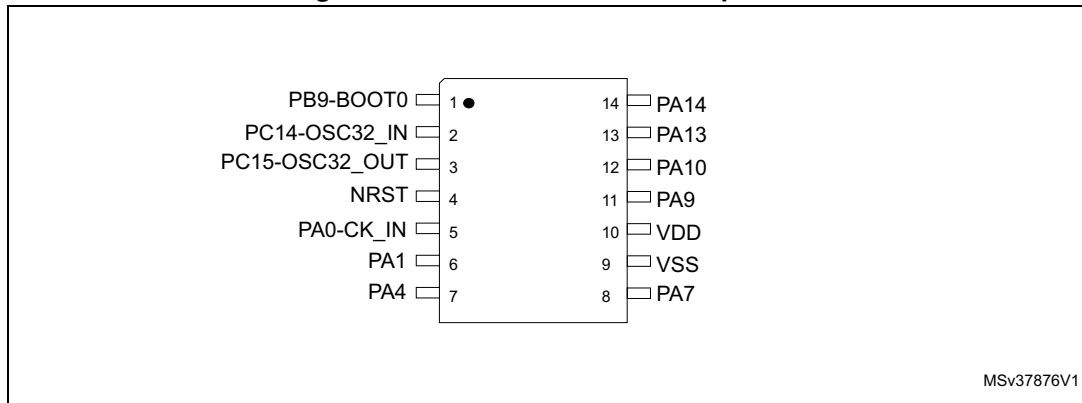 PB9-BOOT0 1 14 PA14
PC14-OSC32_IN 2 13 PA13
PC15-OSC32_OUT 3 12 PA10
NRST 4 11 PA9
PA0-CK_IN 5 10 VDD
PA1 6 9 VSS
PA4 7 8 PA7
MSv37876V1